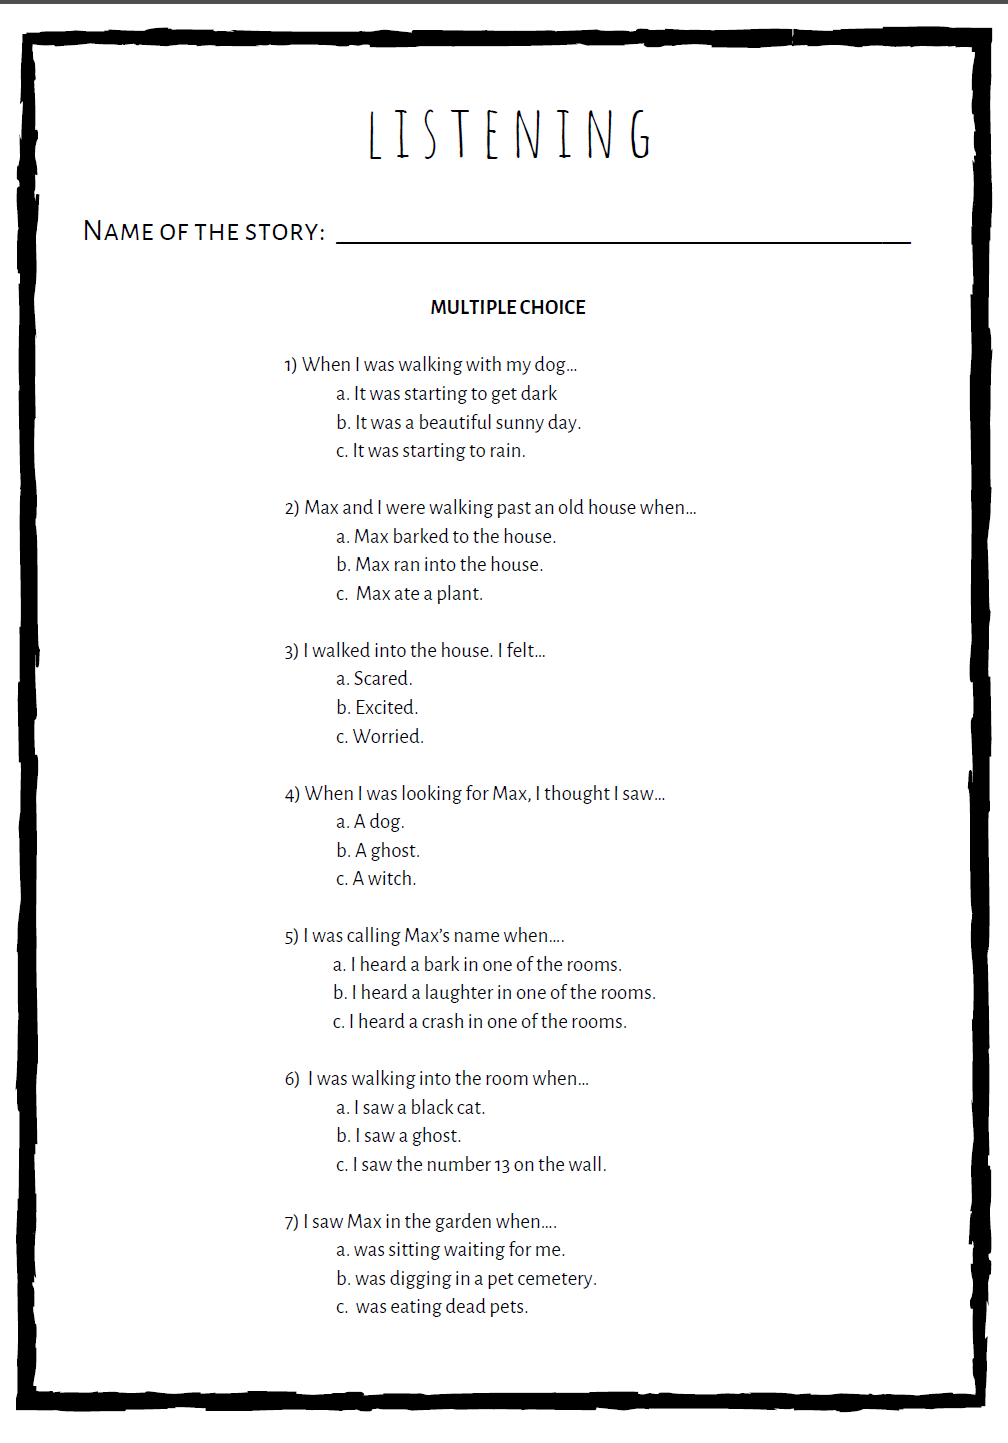 LISTENING
NAME OF THE STORY: ______________________________________
MULTIPLE CHOICE
1) When I was walking with my dog...
a. It was starting to get dark
b. It was a beautiful sunny day.
c. It was starting to rain.
2) Max and I were walking past an old house when...
a. Max barked to the house.
b. Max ran into the house.
c. Max ate a plant.
3) I walked into the house. I felt...
a. Scared.
b. Excited.
c. Worried.
4) When I was looking for Max, I thought I saw...
a. A dog.
b. A ghost.
c. A witch.
5) I was calling Max’s name when....
a. I heard a bark in one of the rooms.
b. I heard a laughter in one of the rooms.
c. I heard a crash in one of the rooms.
6) I was walking into the room when...
a. I saw a black cat.
b. I saw a ghost.
c. I saw the number 13 on the wall.
7) I saw Max in the garden when....
a. was sitting waiting for me.
b. was digging in a pet cemetery.
c. was eating dead pets.